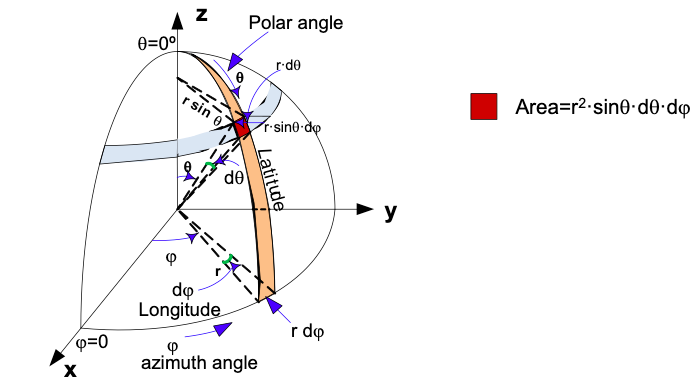 z
Polar angle
θ=0º
r·dθ
θ
r sin θ
r·sinθ·dφ
Area=r²·sinθ·dθ·dφ
Latitude
θ
dθ
y
φ
r
dφ
Longitude
r dφ
φ=0
φ
azimuth angle
x